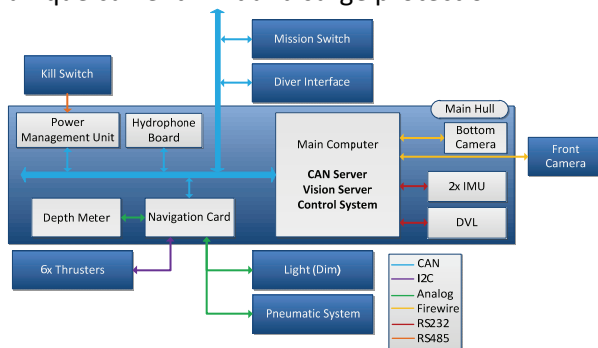 Mission Switch
Kill Switch
Diver Interface
Main Hull
Power
Management Unit
Hydrophone
Board
Main Computer
CAN Server
Vision Server
Control System
Bottom
Camera
Front
Camera
2x IMU
Depth Meter
Navigation Card
DVL
6x Thrusters
Light (Dim)
Pneumatic System
CAN
I2C
Analog
Firewire
RS232
RS485